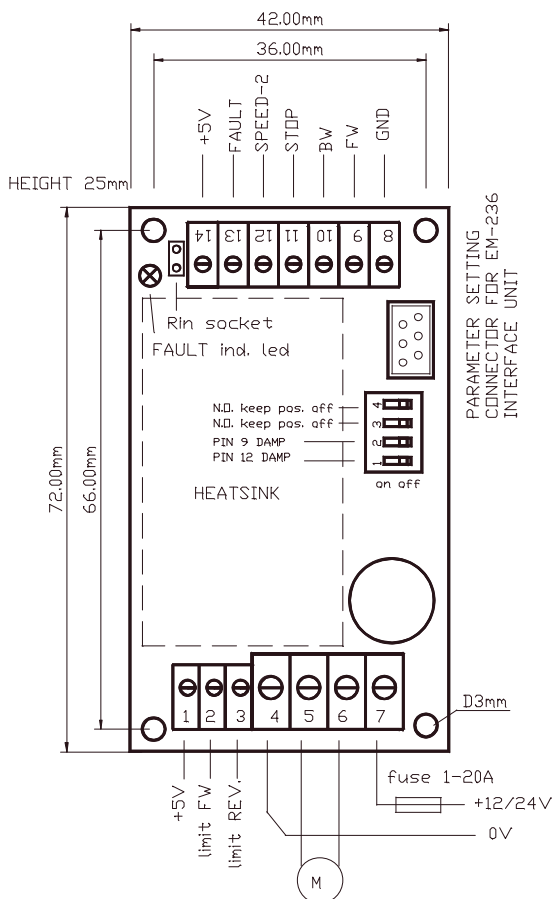 42.00mm
36.00mm
+5V
FAULT
SPEED-2
STOP
BW
FW
GND
HEIGHT 25mm
14
13
12
11
10
9
8
PARAMETER SETTING
CONNECTOR FOR EM-236
INTERFACE UNIT
Rin socket
FAULT ind. led
N.O. keep pos. off
N.O. keep pos. off
PIN 9 DAMP
PIN 12 DAMP
4
3
2
1
on off
HEATSINK
72.00mm
66.00mm
1
2
3
4
5
6
7
D3mm
+5V
limit FW
limit REV.
fuse 1-20A
+12/24V
0V
M